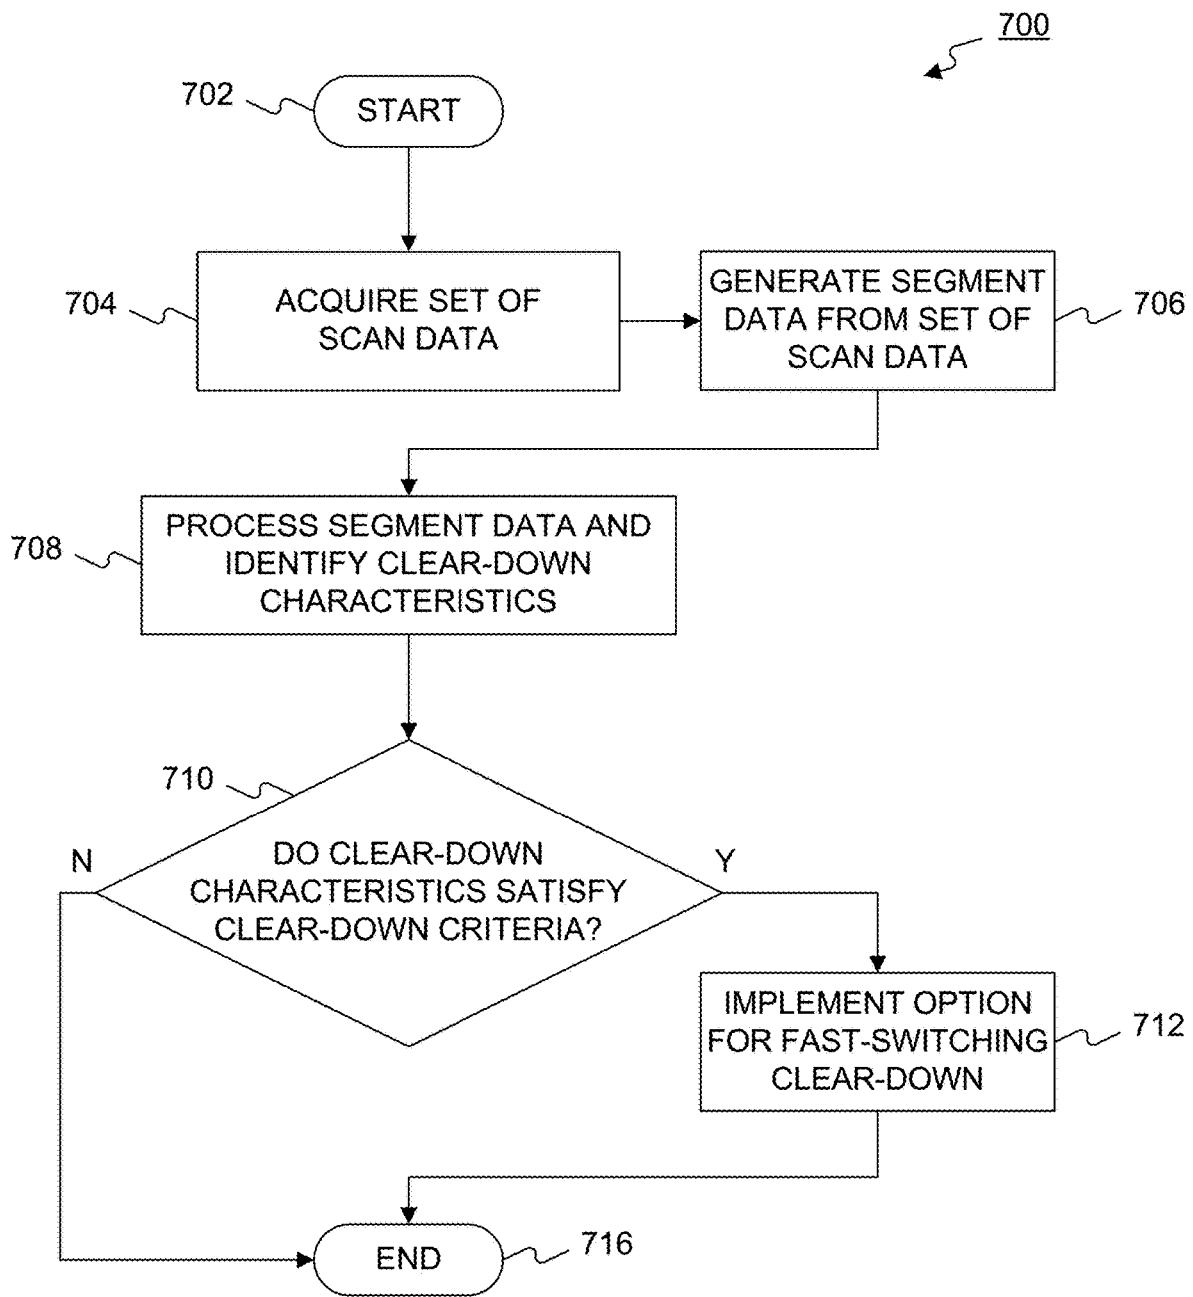 700
702
START
704
ACQUIRE SET OF
SCAN DATA
GENERATE SEGMENT
DATA FROM SET OF
SCAN DATA
706
708
PROCESS SEGMENT DATA AND
IDENTIFY CLEAR-DOWN
CHARACTERISTICS
710
N
DO CLEAR-DOWN
CHARACTERISTICS SATISFY
CLEAR-DOWN CRITERIA?
Y
IMPLEMENT OPTION
FOR FAST-SWITCHING
CLEAR-DOWN
712
END
716